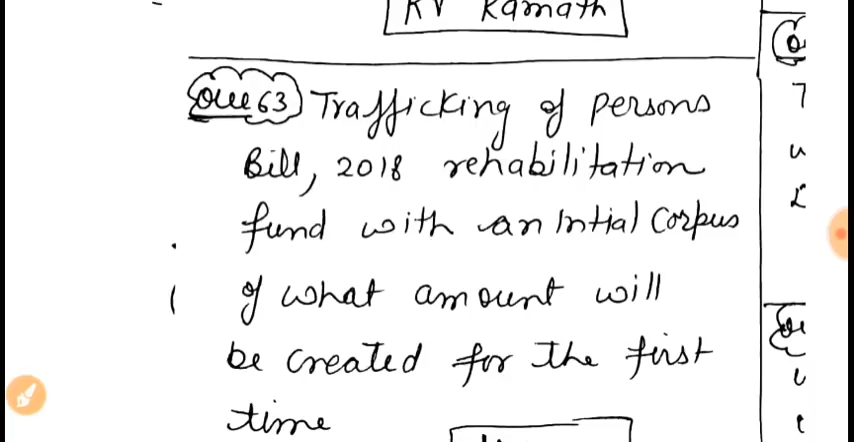 KV Kamath
Que 63) Trafficking of persons
Bill, 2018 rehabilitation
fund with an Intial Corpus
of what amount will
be created for the first
time